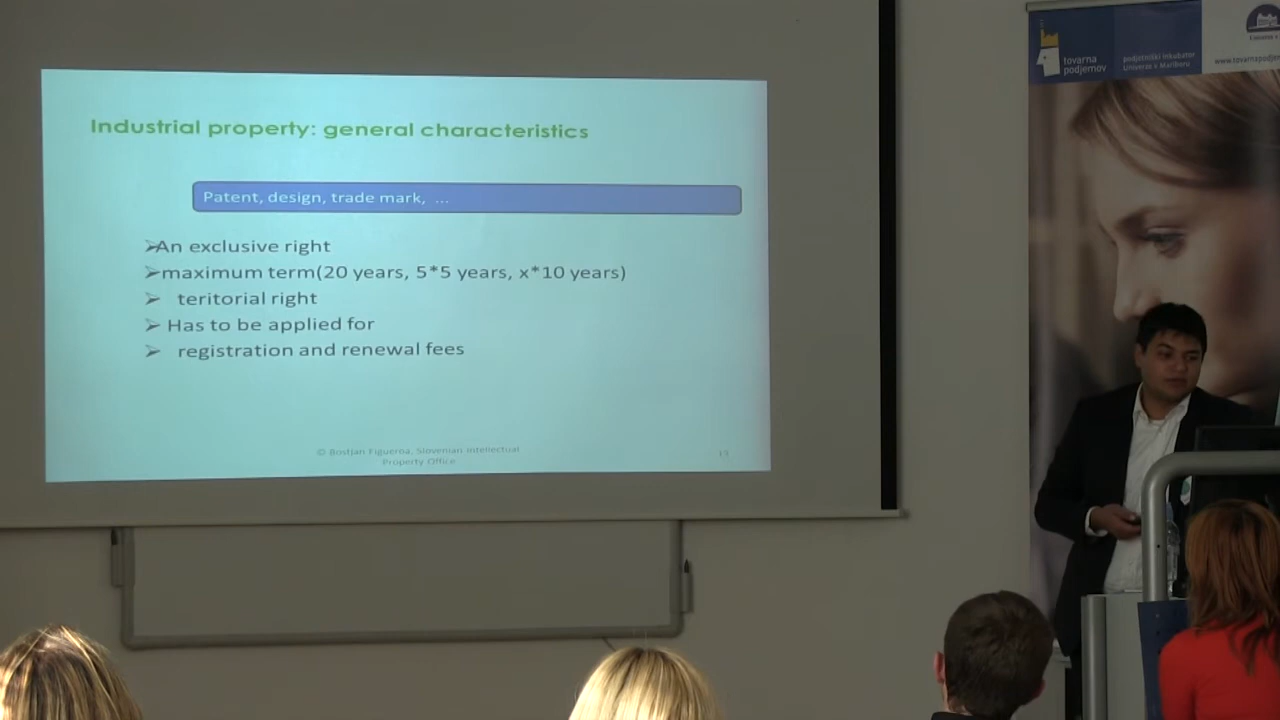 Industrial property: general characteristics
Patent, design, trade mark, ...
➢An exclusive right
➢maximum term(20 years, 5*5 years, x*10 years)
➢ teritorial right
➢ Has to be applied for
➢ registration and renewal fees
© Bostjan Figueroa, Slovenian Intellectual
Property Office
tovarna
podjemov
podjetniški inkubator
Univerze v Mariboru